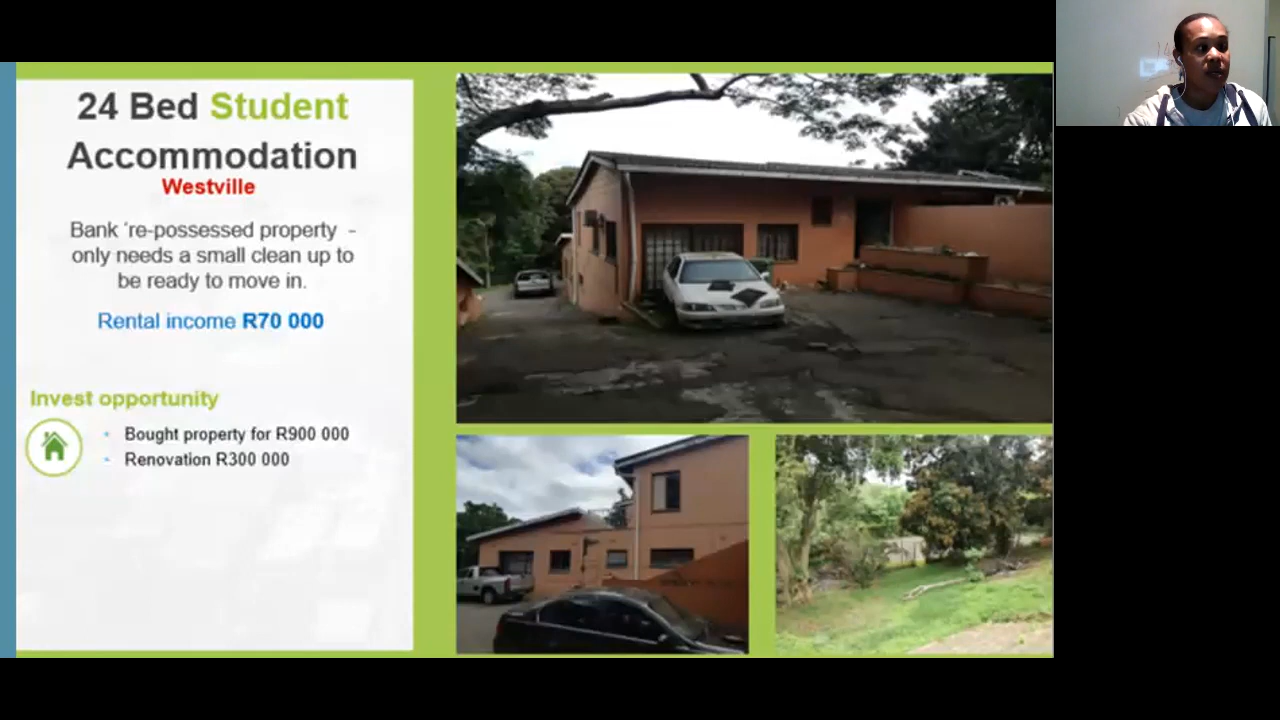 24 Bed Student
Accommodation
Westville
Bank ‘re-possessed property -
only needs a small clean up to
be ready to move in.
Rental income R70 000
Invest opportunity
Bought property for R900 000
Renovation R300 000